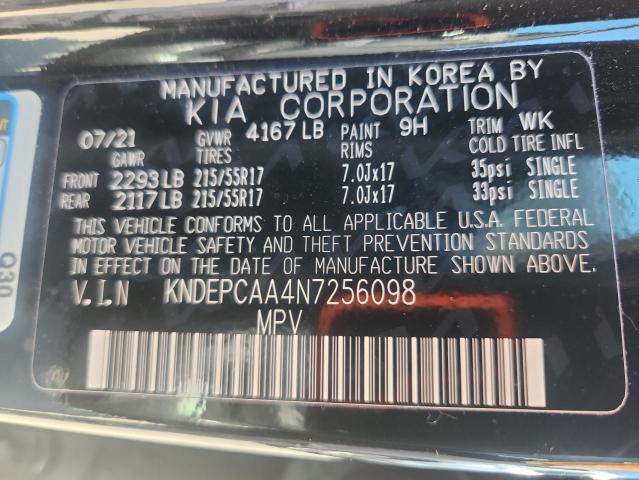 MANUFACTURED IN KOREA BY
KIA CORPORATION
07/21 GVWR 4167 LB PAINT 9H TRIM WK
GAWR TIRES RIMS COLD TIRE INFL
FRONT 2293 LB 215/55R17 7.0Jx17 35psi SINGLE
REAR 2117 LB 215/55R17 7.0Jx17 33psi SINGLE
THIS VEHICLE CONFORMS TO ALL APPLICABLE U.S.A. FEDERAL
MOTOR VEHICLE SAFETY AND THEFT PREVENTION STANDARDS
IN EFFECT ON THE DATE OF MANUFACTURE SHOWN ABOVE.
V.I.N KNDEPCAA4N7256098
MPV
Q30